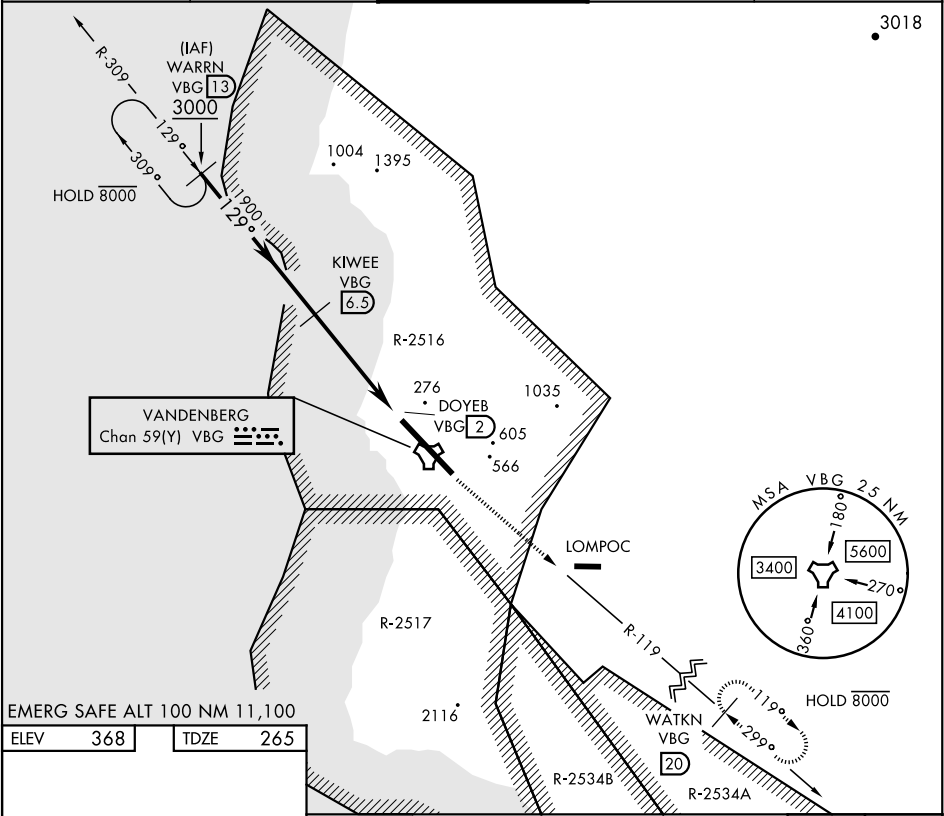 3018
(IAF)
WARRN
VBG 13
3000
R-309
129°
309°
HOLD 8000
1004
1395
1900
129°
KIWEE
VBG
6.5
R-2516
276
1035
DOYEB
VBG 2
605
566
VANDENBERG
Chan 59(Y) VBG
LOMPOC
MSA VBG 25 NM
180°
3400
5600
270°
4100
360°
R-2517
R-119
2116
WATKN
VBG
20
119°
299°
HOLD 8000
R-2534B
R-2534A
EMERG SAFE ALT 100 NM 11,100
ELEV 368
TDZE 265